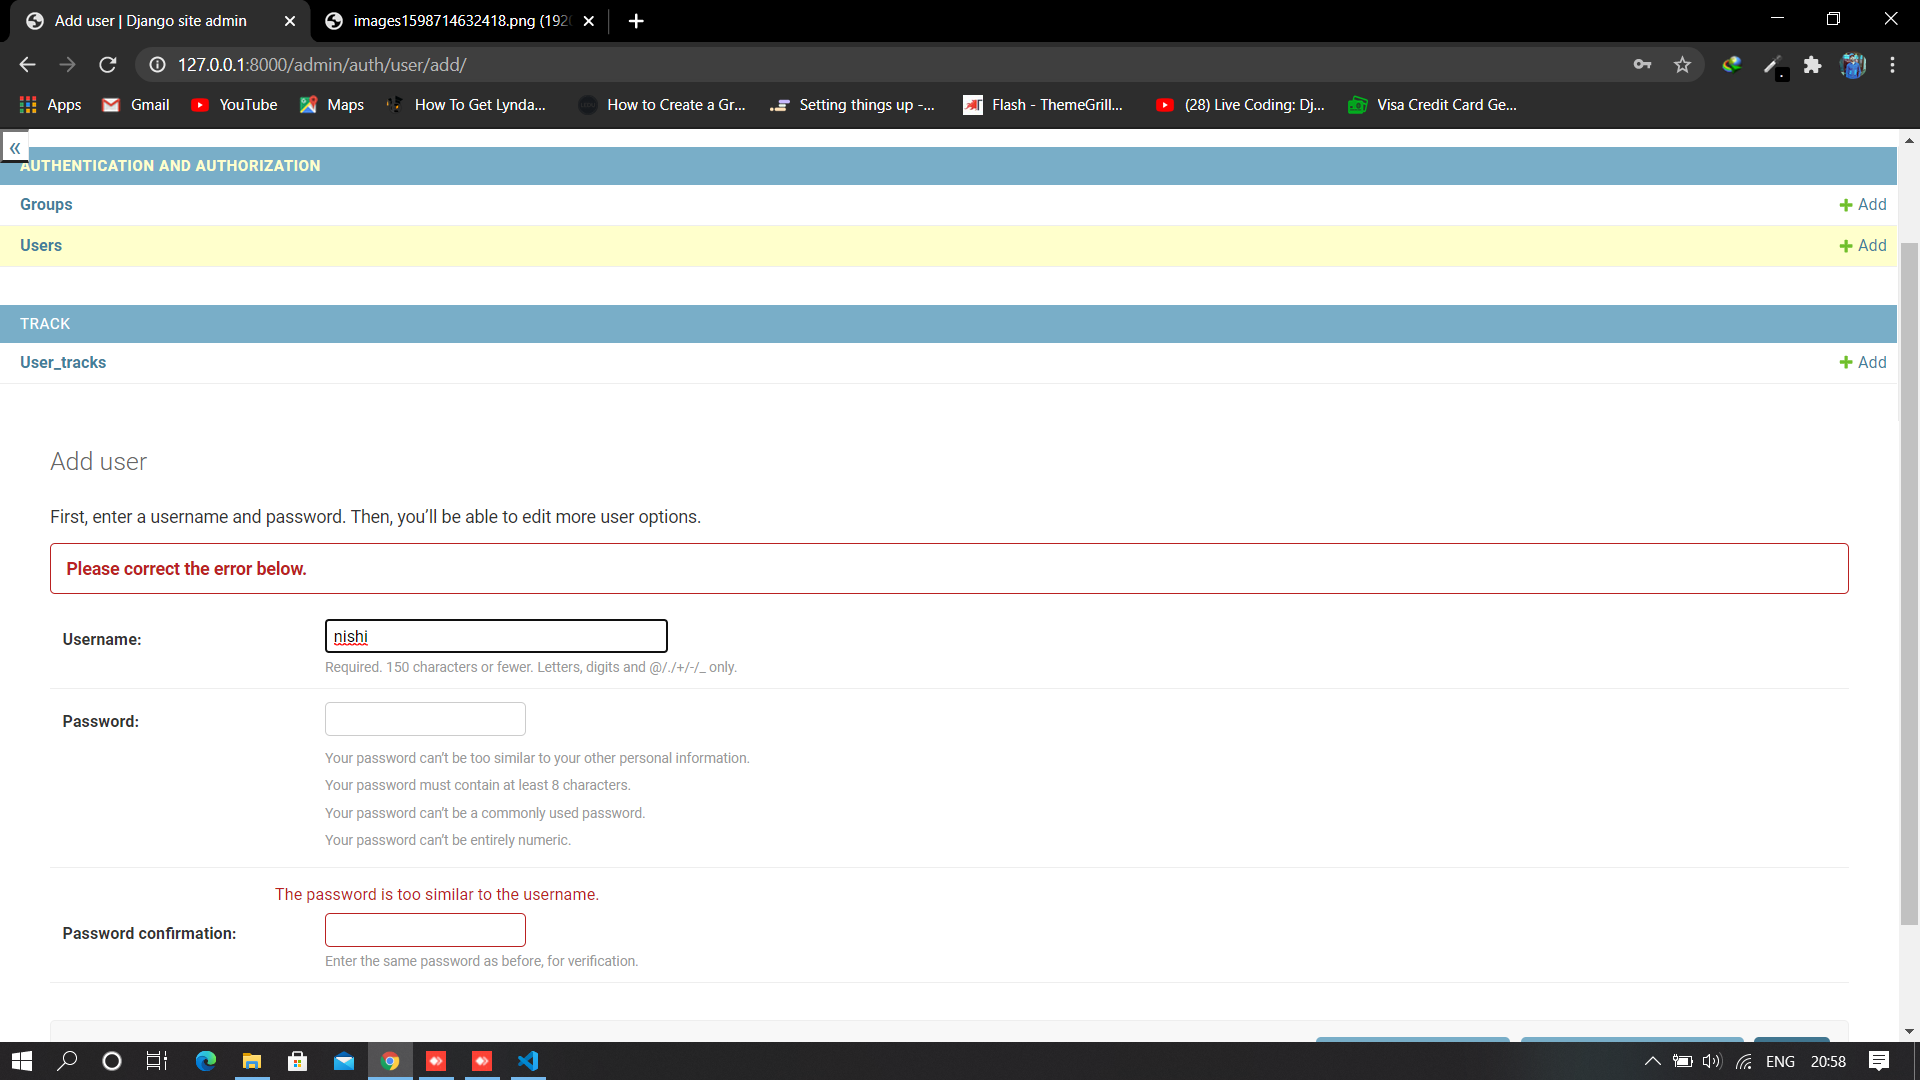 Add user | Django site admin
images1598714632418.png (192
127.0.0.1:8000/admin/auth/user/add/
Apps Gmail YouTube Maps How To Get Lynda... How to Create a Gr... Setting things up -... Flash - ThemeGrill... (28) Live Coding: Dj... Visa Credit Card Ge...
«
AUTHENTICATION AND AUTHORIZATION
Groups + Add
Users + Add
TRACK
User_tracks + Add
Add user
First, enter a username and password. Then, you’ll be able to edit more user options.
Please correct the error below.
Username: nishi
Required. 150 characters or fewer. Letters, digits and @/./+/-/_ only.
Password:
Your password can’t be too similar to your other personal information.
Your password must contain at least 8 characters.
Your password can’t be a commonly used password.
Your password can’t be entirely numeric.
The password is too similar to the username.
Password confirmation:
Enter the same password as before, for verification.
ENG 20:58